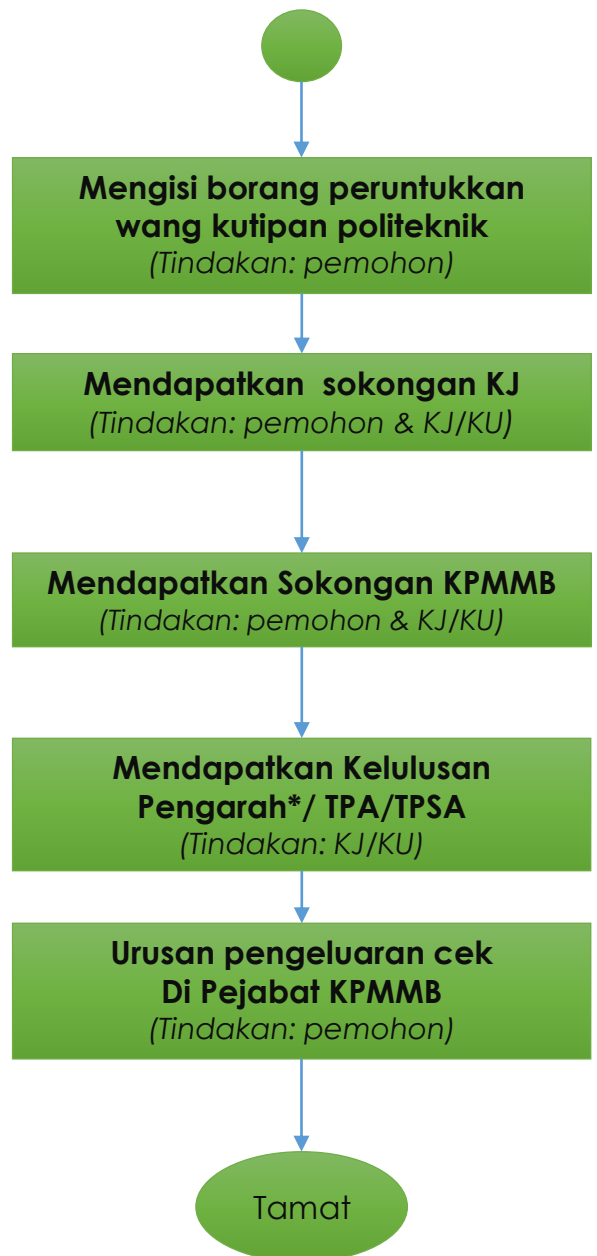 Mengisi borang peruntukkan
wang kutipan politeknik
(Tindakan: pemohon)
Mendapatkan sokongan KJ
(Tindakan: pemohon & KJ/KU)
Mendapatkan Sokongan KPMMB
(Tindakan: pemohon & KJ/KU)
Mendapatkan Kelulusan
Pengarah*/ TPA/TPSA
(Tindakan: KJ/KU)
Urusan pengeluaran cek
Di Pejabat KPMMB
(Tindakan: pemohon)
Tamat